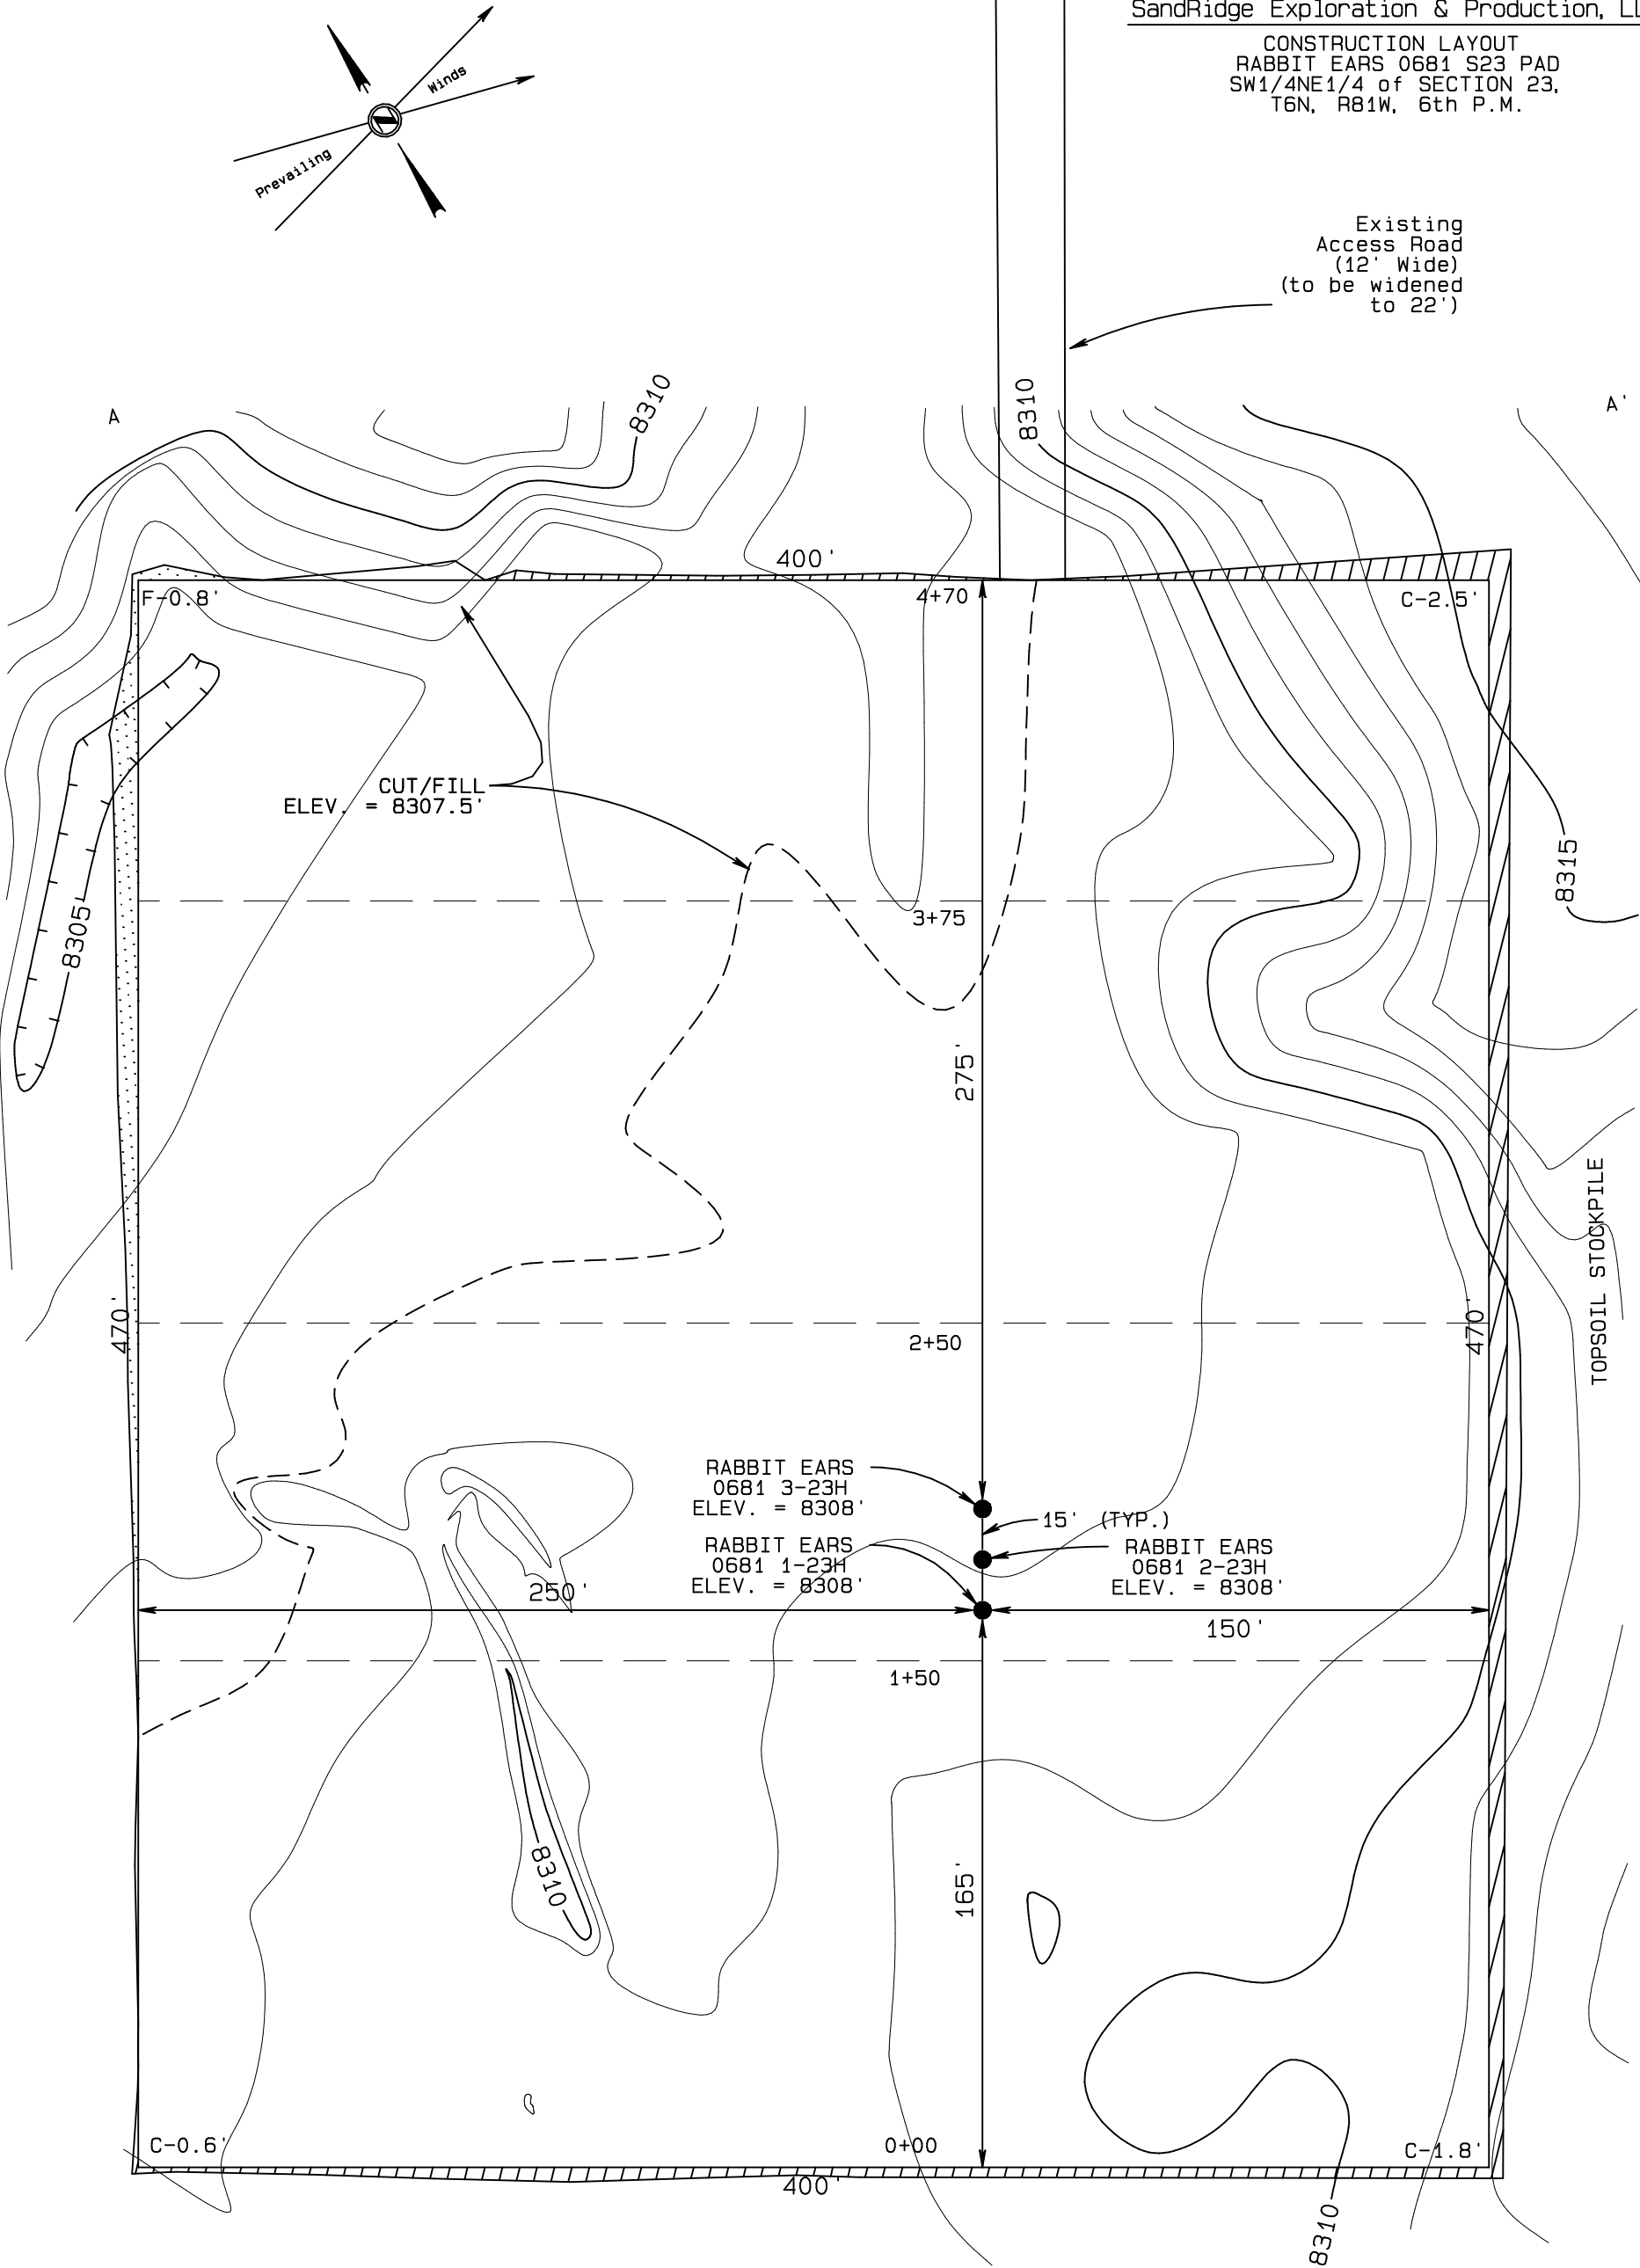 SandRidge Exploration & Production,
CONSTRUCTION LAYOUT
RABBIT EARS 0681 S23 PAD
SW1/4NE1/4 of SECTION 23,
T6N, R81W, 6th P.M.
Winds
Prevailing
Existing
Access Road
(12' Wide)
(to be widened
to 22')
A
8310
8310
A'
400'
F-0.8'
4+70
C-2.5'
CUT/FILL
ELEV. = 8307.5'
8315
8305
3+75
275'
TOPSOIL STOCKPILE
470'
2+50
470'
RABBIT EARS
0681 3-23H
ELEV. = 8308'
15' (TYP.)
RABBIT EARS
0681 1-23H
ELEV. = 8308'
RABBIT EARS
0681 2-23H
ELEV. = 8308'
250'
150'
1+50
8310
165'
C-0.6'
0+00
C-1.8'
400'
8310